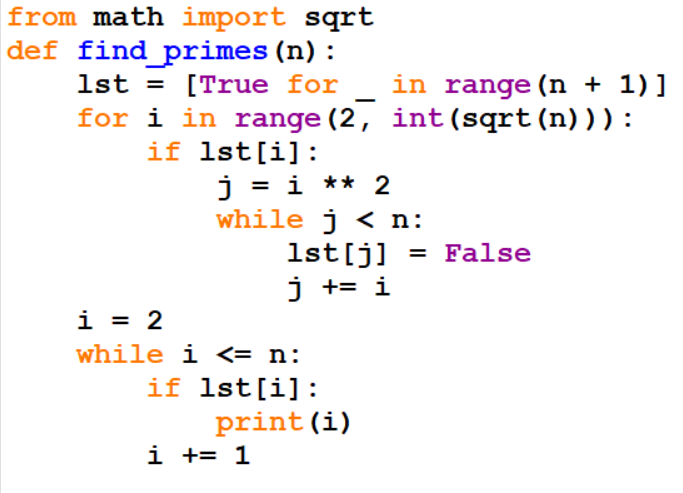 from math import sqrt
def find_primes(n):
    lst = [True for _ in range(n + 1)]
    for i in range(2, int(sqrt(n))):
        if lst[i]:
            j = i ** 2
            while j < n:
                lst[j] = False
                j += i
    i = 2
    while i <= n:
        if lst[i]:
            print(i)
        i += 1